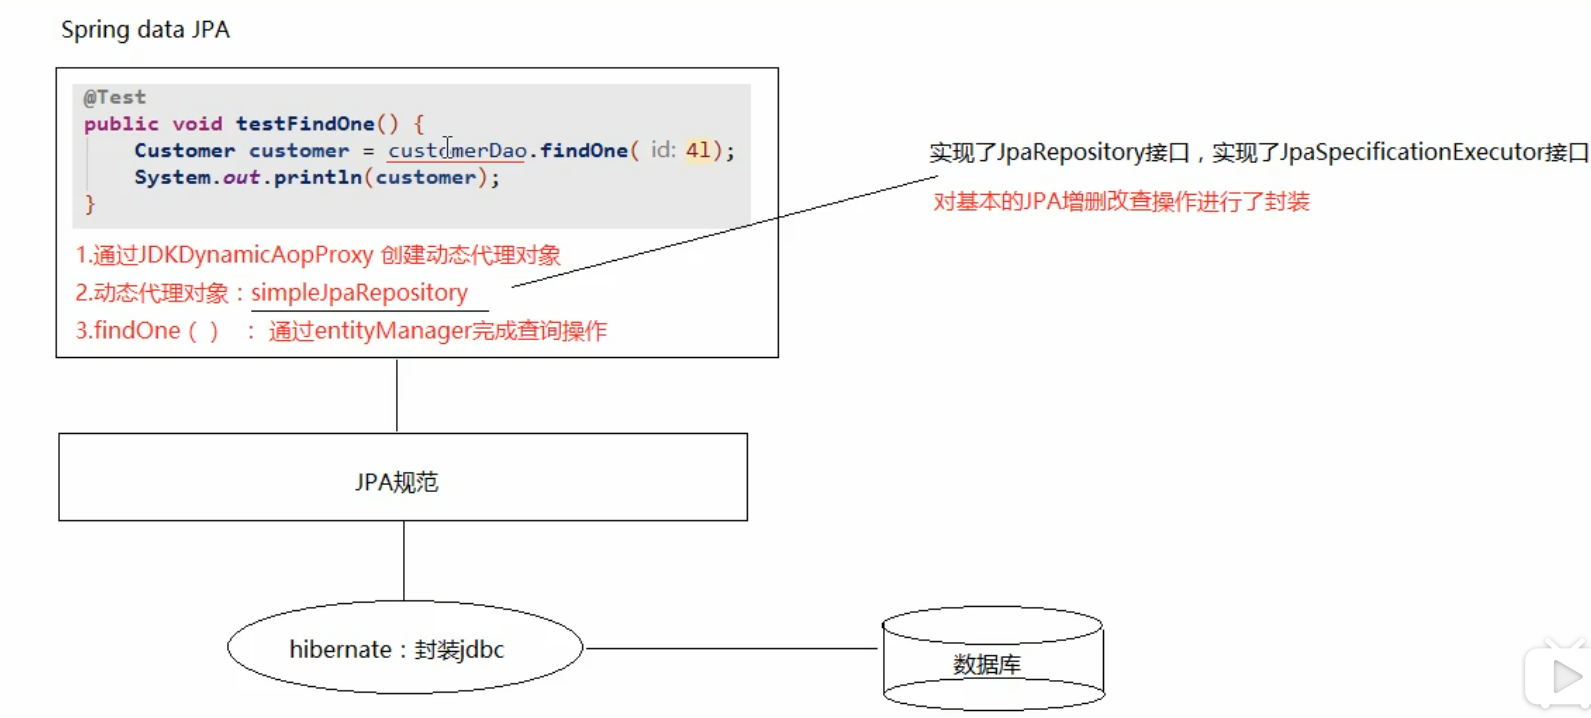 Spring data JPA
@Test
public void testFindOne() {
Customer customer = customerDao.findOne( id: 4l);
System.out.println(customer);
}
1.通过JDKDynamicAopProxy 创建动态代理对象
2.动态代理对象：simpleJpaRepository
3.findOne（ ） ： 通过entityManager完成查询操作
实现了JpaRepository接口，实现了JpaSpecificationExecutor接口
对基本的JPA增删改查操作进行了封装
JPA规范
hibernate：封装jdbc
数据库